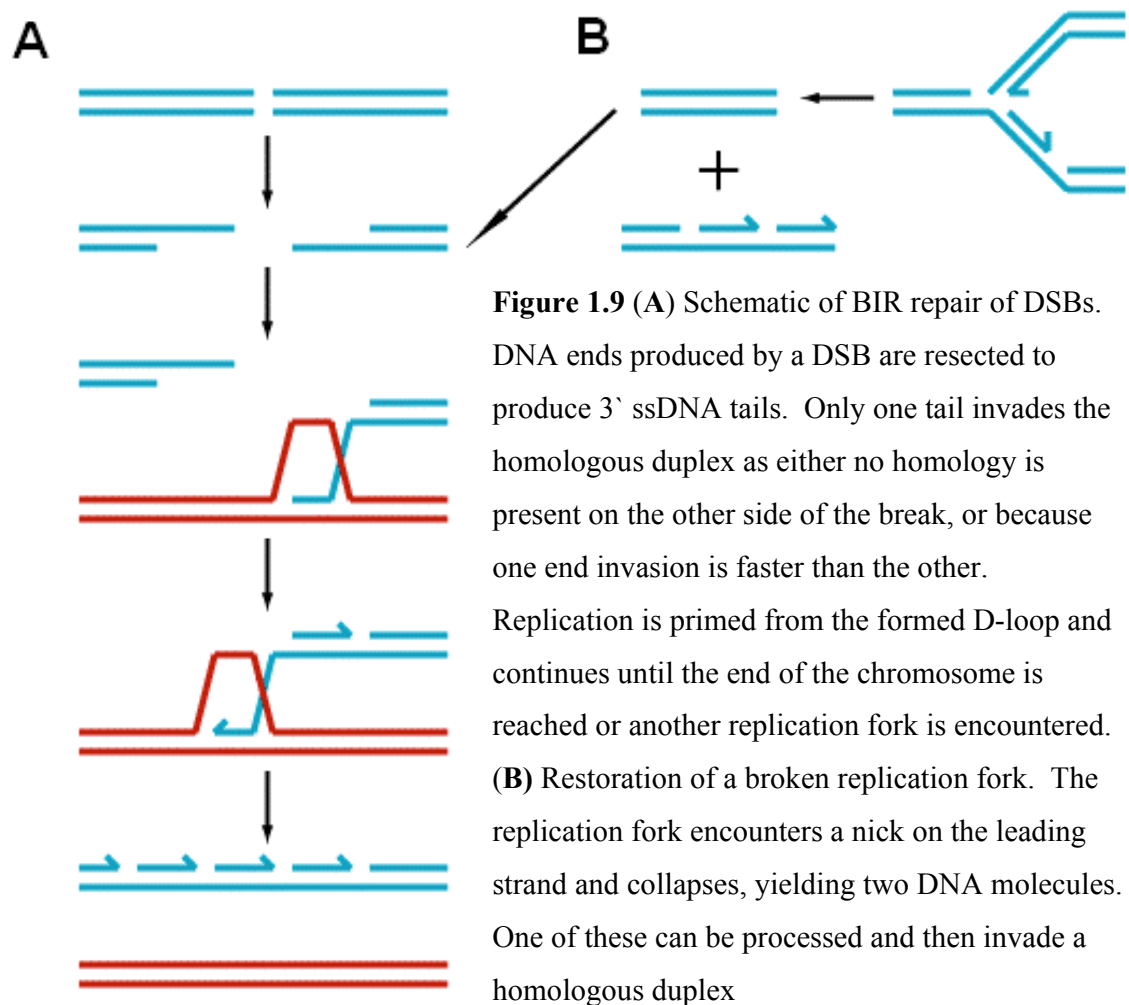 A
B
Figure 1.9 (A) Schematic of BIR repair of DSBs.
DNA ends produced by a DSB are resected to
produce 3` ssDNA tails.  Only one tail invades the
homologous duplex as either no homology is
present on the other side of the break, or because
one end invasion is faster than the other.
Replication is primed from the formed D-loop and
continues until the end of the chromosome is
reached or another replication fork is encountered.
(B) Restoration of a broken replication fork.  The
replication fork encounters a nick on the leading
strand and collapses, yielding two DNA molecules.
One of these can be processed and then invade a
homologous duplex